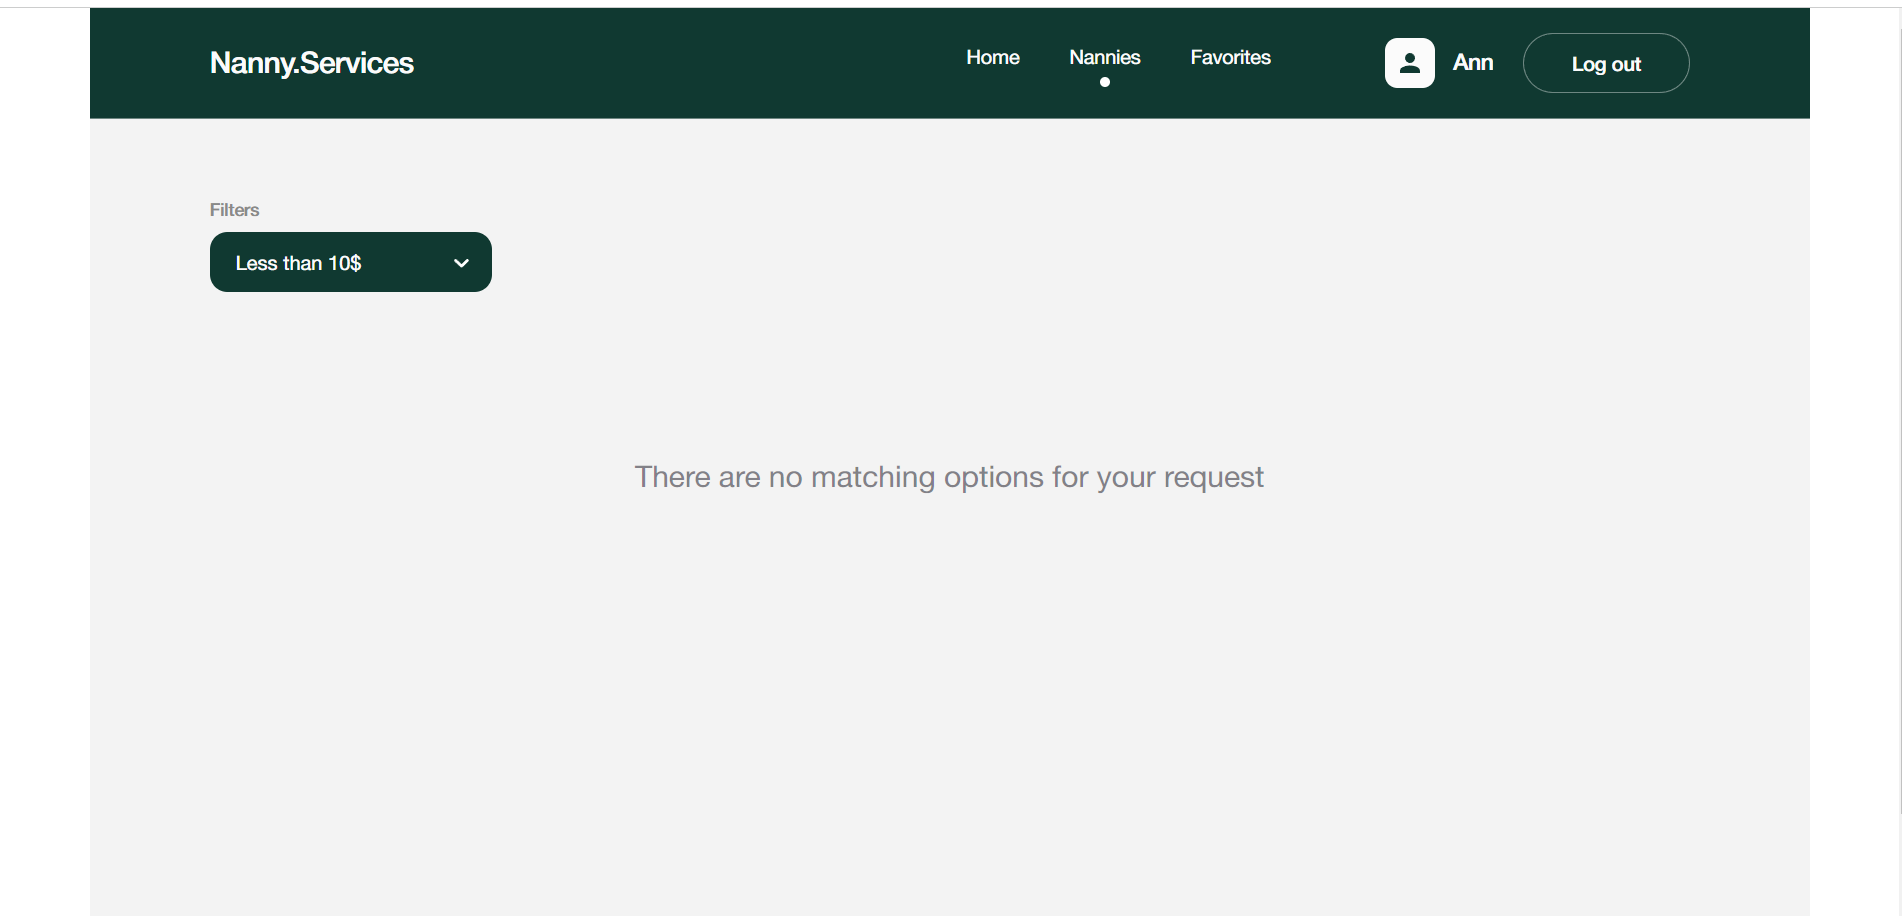 Nanny.Services
Home
Nannies
Favorites
Ann
Log out
Filters
Less than 10$
There are no matching options for your request